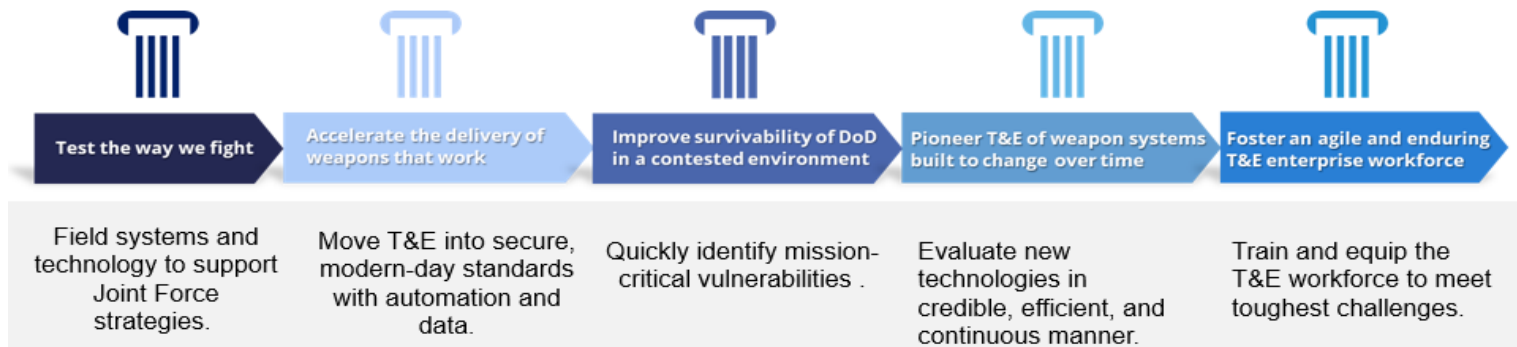 Test the way we fight
Accelerate the delivery of
weapons that work
Improve survivability of DoD
in a contested environment
Pioneer T&E of weapon systems
built to change over time
Foster an agile and enduring
T&E enterprise workforce
Field systems and
technology to support
Joint Force
strategies.
Move T&E into secure,
modern-day standards
with automation and
data.
Quickly identify mission-
critical vulnerabilities .
Evaluate new
technologies in
credible, efficient, and
continuous manner.
Train and equip the
T&E workforce to meet
toughest challenges.